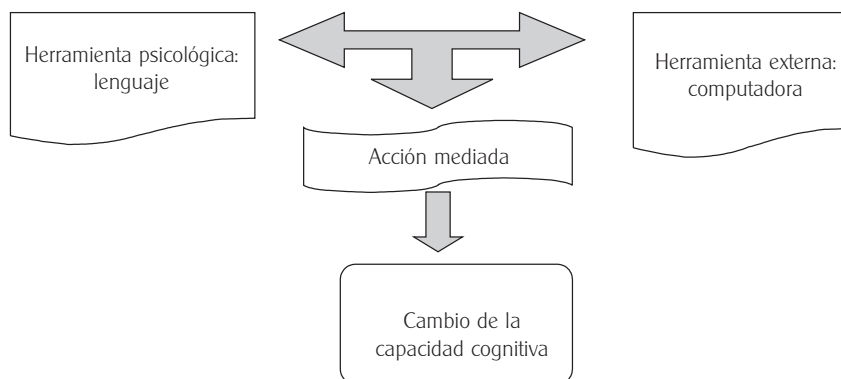 Herramienta psicológica:
lenguaje
Herramienta externa:
computadora
Acción mediada
Cambio de la
capacidad cognitiva